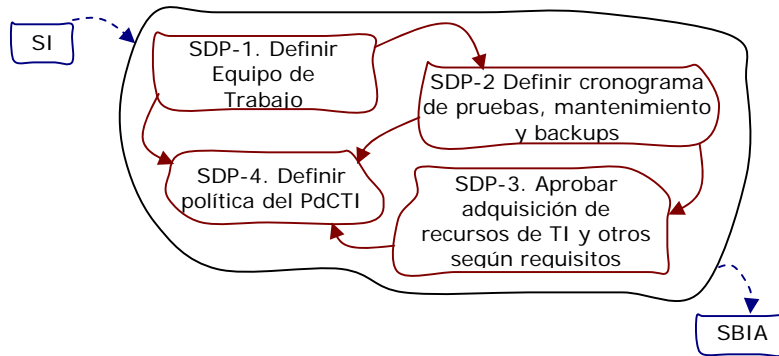 SI
SDP-1. Definir
Equipo de
Trabajo
SDP-2 Definir cronograma
de pruebas, mantenimiento
y backups
SDP-4. Definir
política del PdCTI
SDP-3. Aprobar
adquisición de
recursos de TI y otros
según requisitos
SBIA